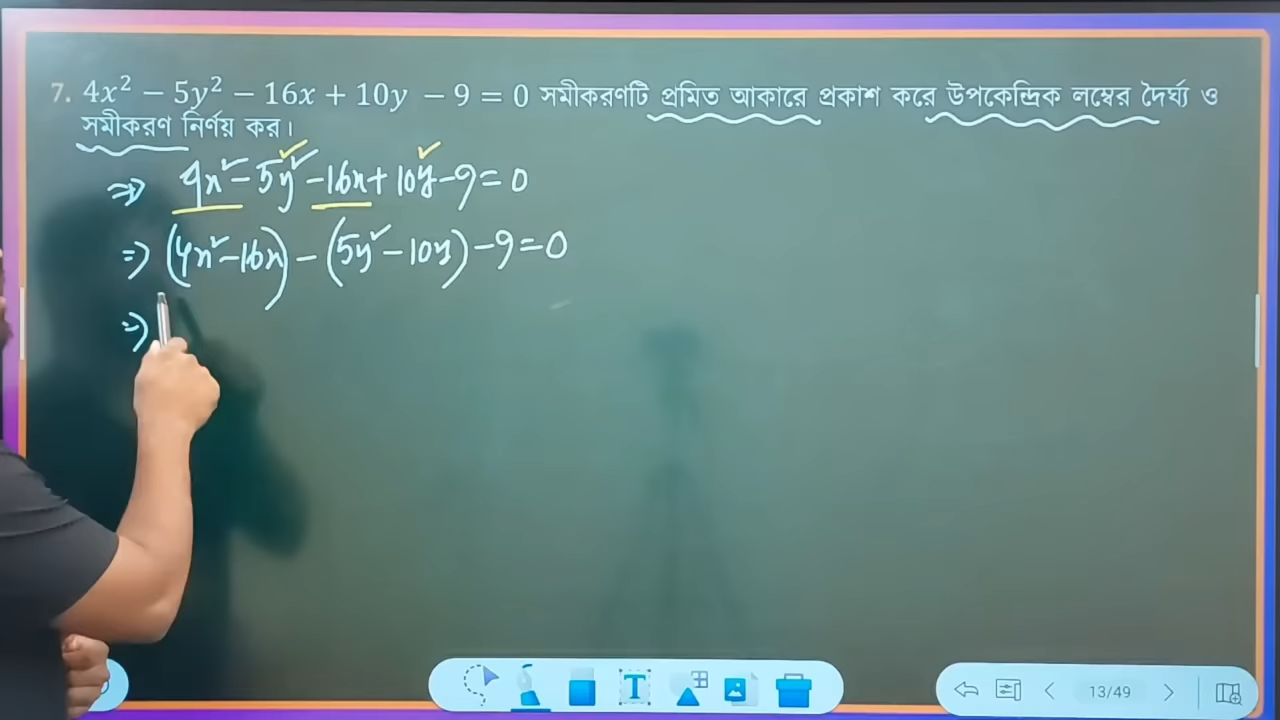 7. 4x² − 5y² − 16x + 10y − 9 = 0 সমীকরণটি প্রমিত আকারে প্রকাশ করে উপকেন্দ্রিক লম্বের দৈর্ঘ্য ও
সমীকরণ নির্ণয় কর।
⇒ 4x² − 5y² − 16x + 10y − 9 = 0
⇒ (4x² − 16x) − (5y² − 10y) − 9 = 0
⇒
T 13/49